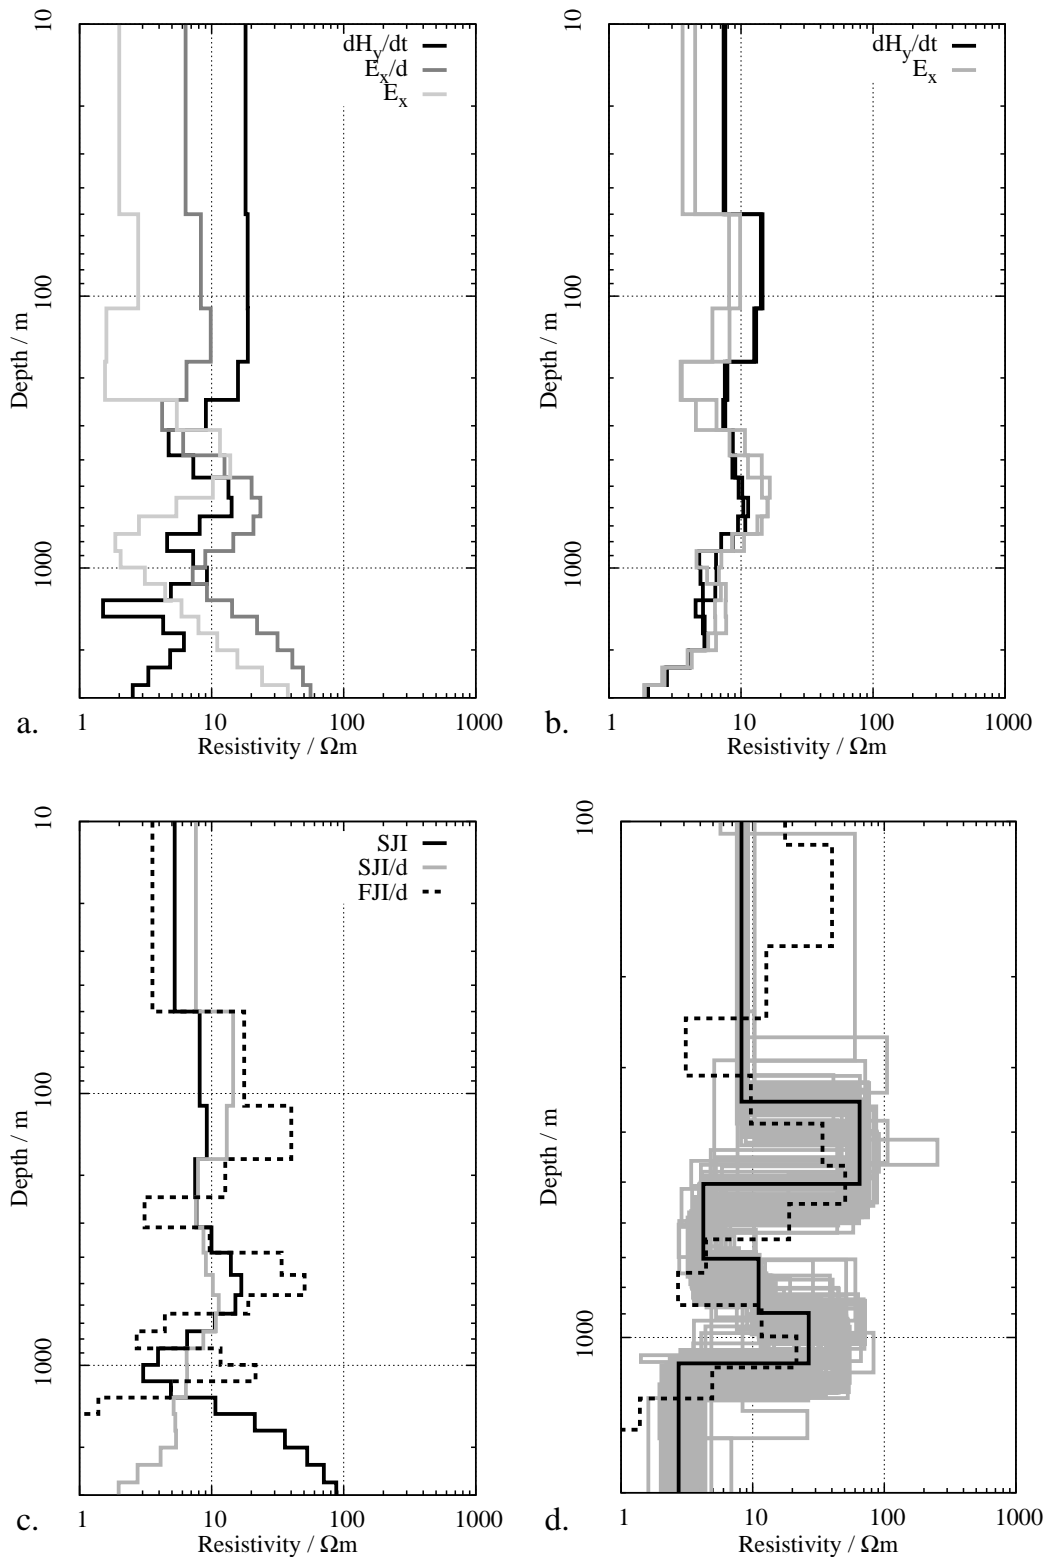 10
100
1000
Depth / m
dHy/dt
Ex/d
Ex
1 10 100 1000
Resistivity / Ωm
a.
10
100
1000
Depth / m
dHy/dt
Ex
1 10 100 1000
Resistivity / Ωm
b.
10
100
1000
Depth / m
SJI
SJI/d
FJI/d
1 10 100 1000
Resistivity / Ωm
c.
100
1000
Depth / m
1 10 100 1000
Resistivity / Ωm
d.